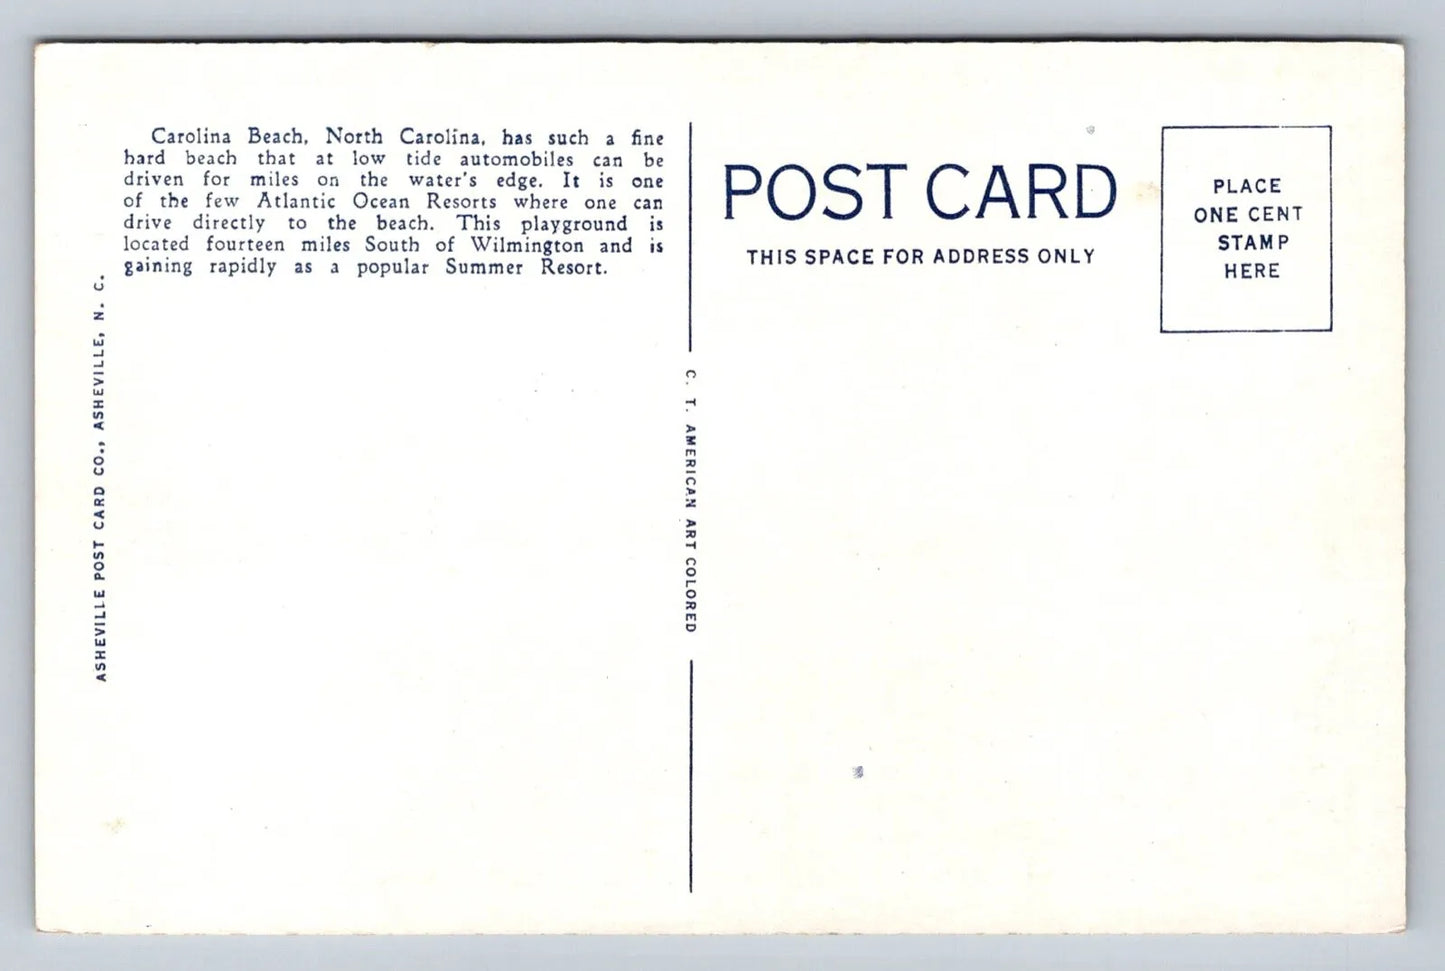 Carolina Beach, North Carolina, has such a fine
hard beach that at low tide automobiles can be
driven for miles on the water's edge. It is one
of the few Atlantic Ocean Resorts where one can
drive directly to the beach. This playground is
located fourteen miles South of Wilmington and is
gaining rapidly as a popular Summer Resort.
ASHEVILLE POST CARD CO., ASHEVILLE, N. C.
C. T. AMERICAN ART COLORED
POST CARD
THIS SPACE FOR ADDRESS ONLY
PLACE
ONE CENT
STAMP
HERE